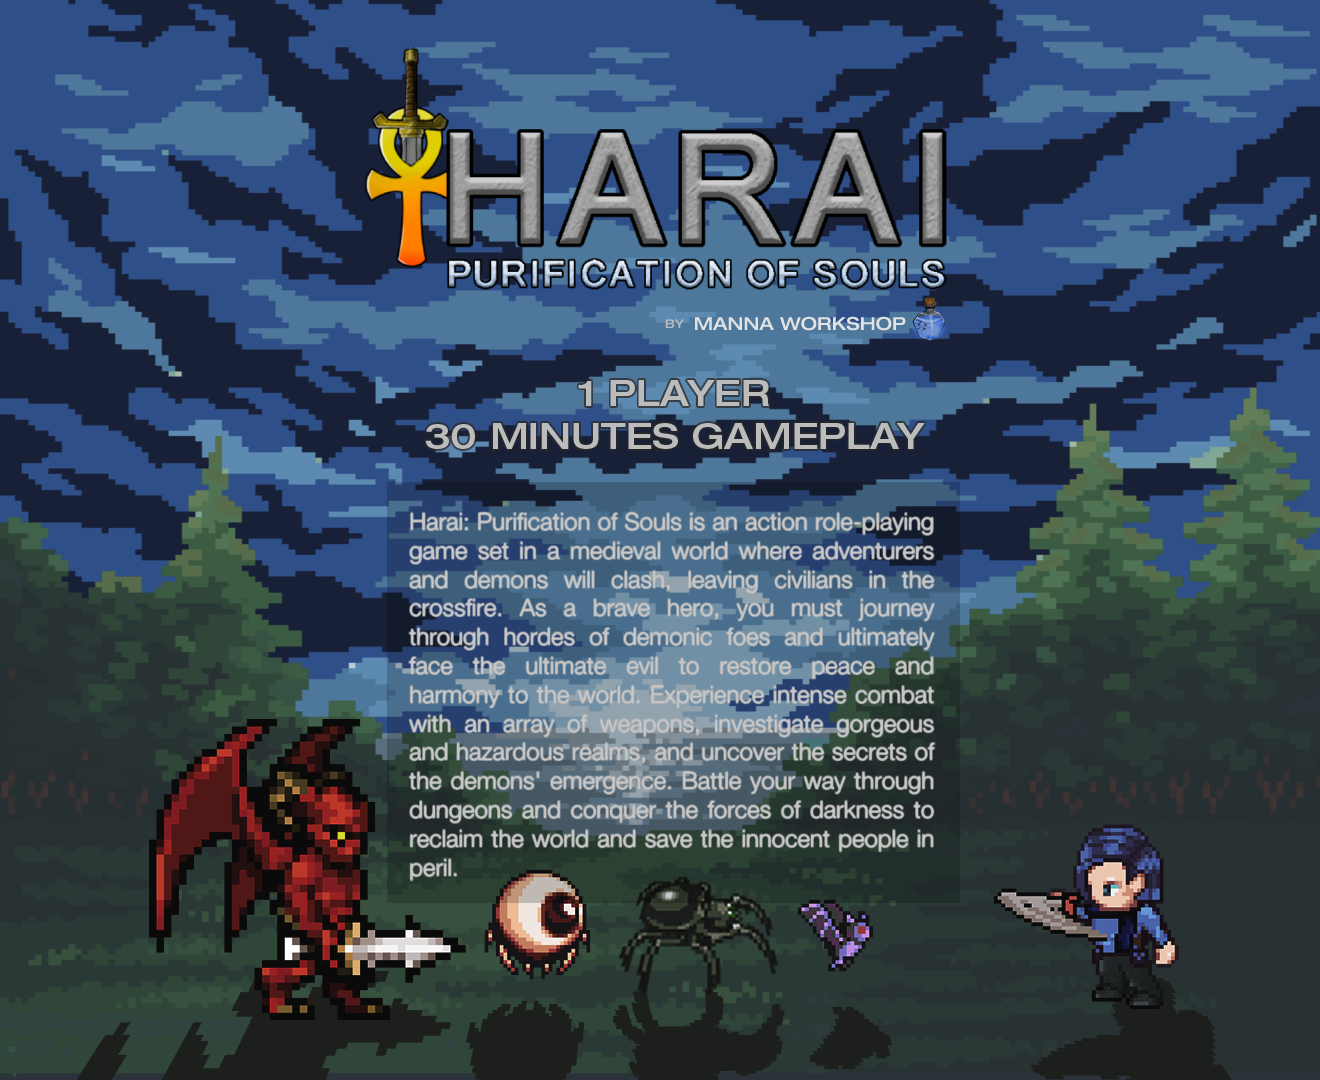 HARAI
PURIFICATION OF SOULS
BY MANNA WORKSHOP
1 PLAYER
30 MINUTES GAMEPLAY
Harai: Purification of Souls is an action role-playing
game set in a medieval world where adventurers
and demons will clash, leaving civilians in the
crossfire. As a brave hero, you must journey
through hordes of demonic foes and ultimately
face the ultimate evil to restore peace and
harmony to the world. Experience intense combat
with an array of weapons, investigate gorgeous
and hazardous realms, and uncover the secrets of
the demons' emergence. Battle your way through
dungeons and conquer the forces of darkness to
reclaim the world and save the innocent people in
peril.